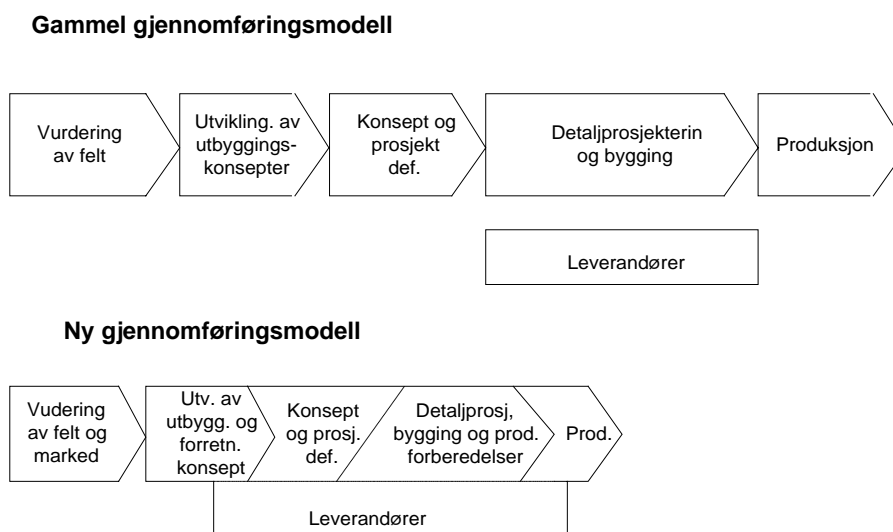 Gammel gjennomføringsmodell
Vurdering
av felt
Utvikling. av
utbyggings-
konsepter
Konsept og
prosjekt
def.
Detaljprosjekterin
og bygging
Produksjon
Leverandører
Ny gjennomføringsmodell
Vudering
av felt og
marked
Utv. av
utbygg. og
forretn.
konsept
Konsept
og prosj.
def.
Detaljprosj,
bygging og prod.
forberedelser
Prod.
Leverandører